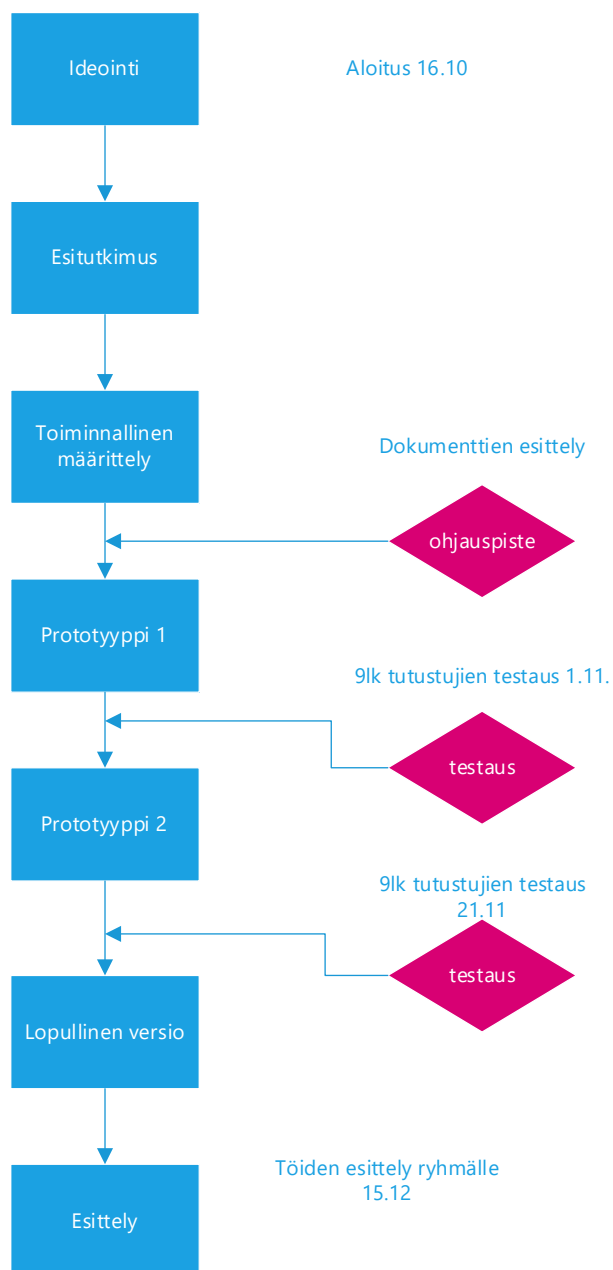 Ideointi
Aloitus 16.10
Esitutkimus
Toiminnallinen
määrittely
Dokumenttien esittely
ohjauspiste
Prototyyppi 1
9lk tutustujien testaus 1.11.
testaus
Prototyyppi 2
9lk tutustujien testaus
21.11
testaus
Lopullinen versio
Töiden esittely ryhmälle
15.12
Esittely